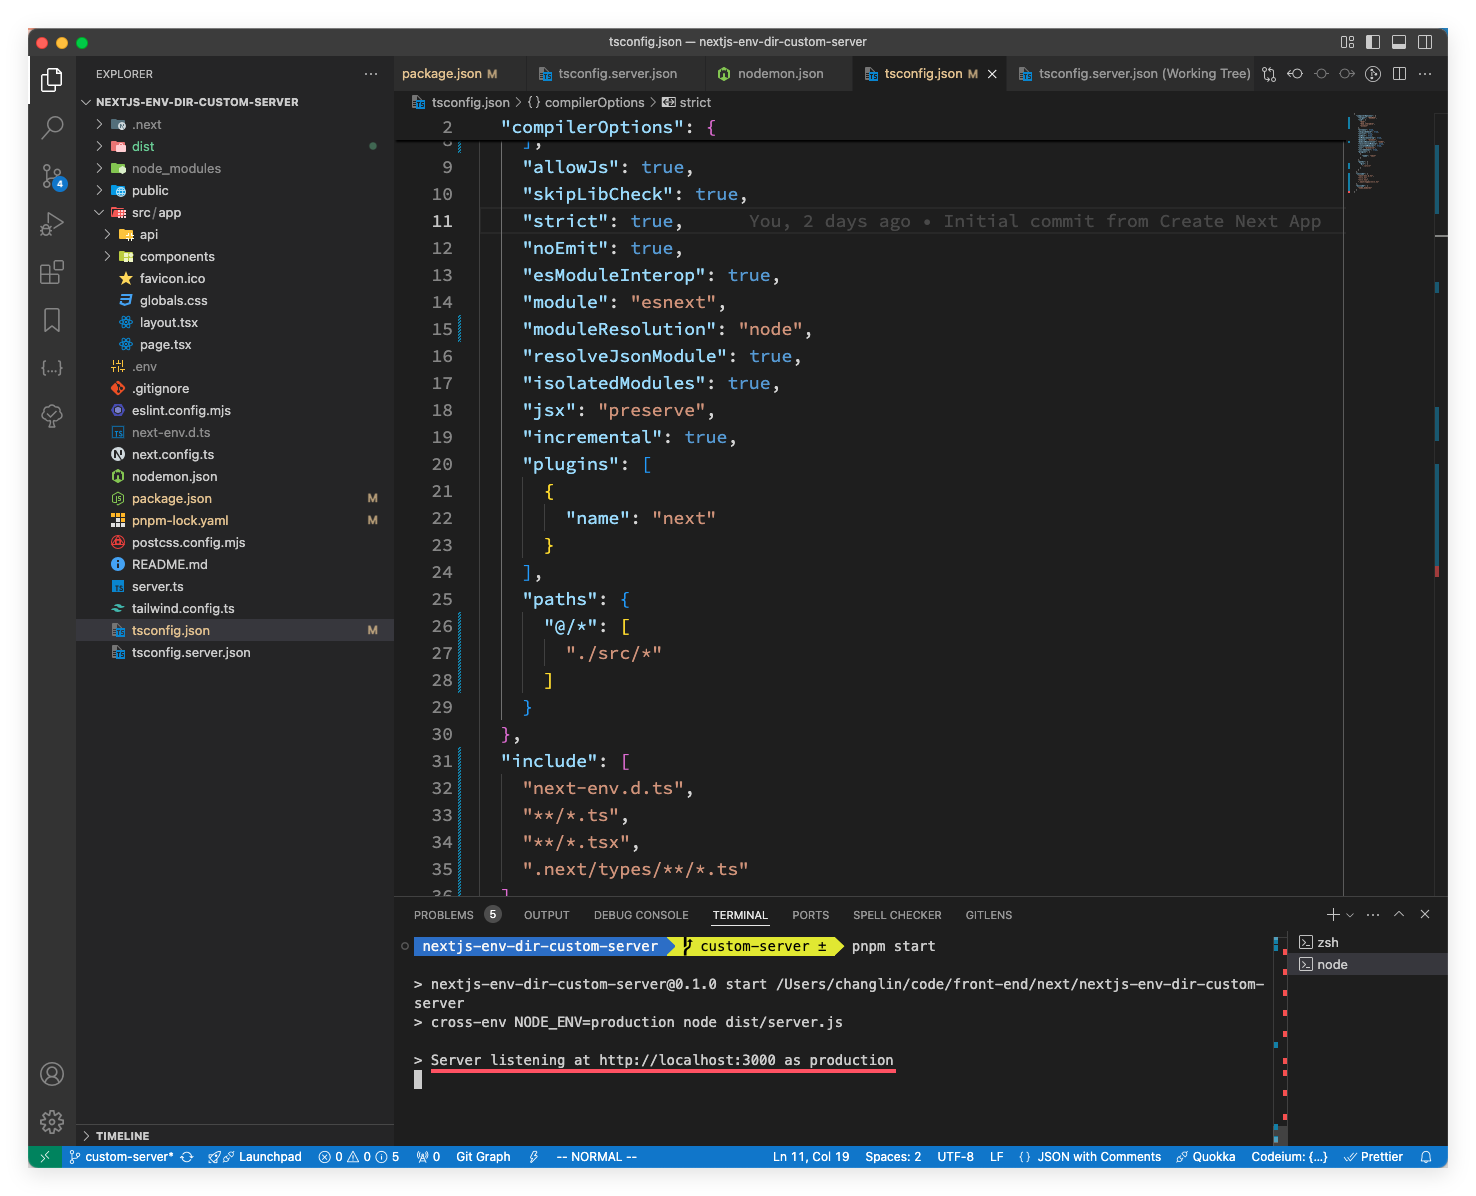 tsconfig.json — nextjs-env-dir-custom-server
EXPLORER
NEXTJS-ENV-DIR-CUSTOM-SERVER
.next
dist
node_modules
public
src/app
api
components
favicon.ico
globals.css
layout.tsx
page.tsx
.env
.gitignore
eslint.config.mjs
next-env.d.ts
next.config.ts
nodemon.json
package.json M
pnpm-lock.yaml M
postcss.config.mjs
README.md
server.ts
tailwind.config.ts
tsconfig.json M
tsconfig.server.json
TIMELINE
4
package.json M tsconfig.server.json nodemon.json tsconfig.json M tsconfig.server.json (Working Tree)
tsconfig.json > {} compilerOptions > strict
2 "compilerOptions": {
8 ],
9 "allowJs": true,
10 "skipLibCheck": true,
11 "strict": true, You, 2 days ago • Initial commit from Create Next App
12 "noEmit": true,
13 "esModuleInterop": true,
14 "module": "esnext",
15 "moduleResolution": "node",
16 "resolveJsonModule": true,
17 "isolatedModules": true,
18 "jsx": "preserve",
19 "incremental": true,
20 "plugins": [
21 {
22 "name": "next"
23 }
24 ],
25 "paths": {
26 "@/*": [
27 "./src/*"
28 ]
29 }
30 },
31 "include": [
32 "next-env.d.ts",
33 "**/*.ts",
34 "**/*.tsx",
35 ".next/types/**/*.ts"
36 ]
PROBLEMS 5 OUTPUT DEBUG CONSOLE TERMINAL PORTS SPELL CHECKER GITLENS
nextjs-env-dir-custom-server custom-server ± pnpm start
> nextjs-env-dir-custom-server@0.1.0 start /Users/changlin/code/front-end/next/nextjs-env-dir-custom-
server
> cross-env NODE_ENV=production node dist/server.js
> Server listening at http://localhost:3000 as production
zsh
node
custom-server* Launchpad 0 0 5 0 Git Graph -- NORMAL -- Ln 11, Col 19 Spaces: 2 UTF-8 LF {} JSON with Comments Quokka Codeium: {...} Prettier